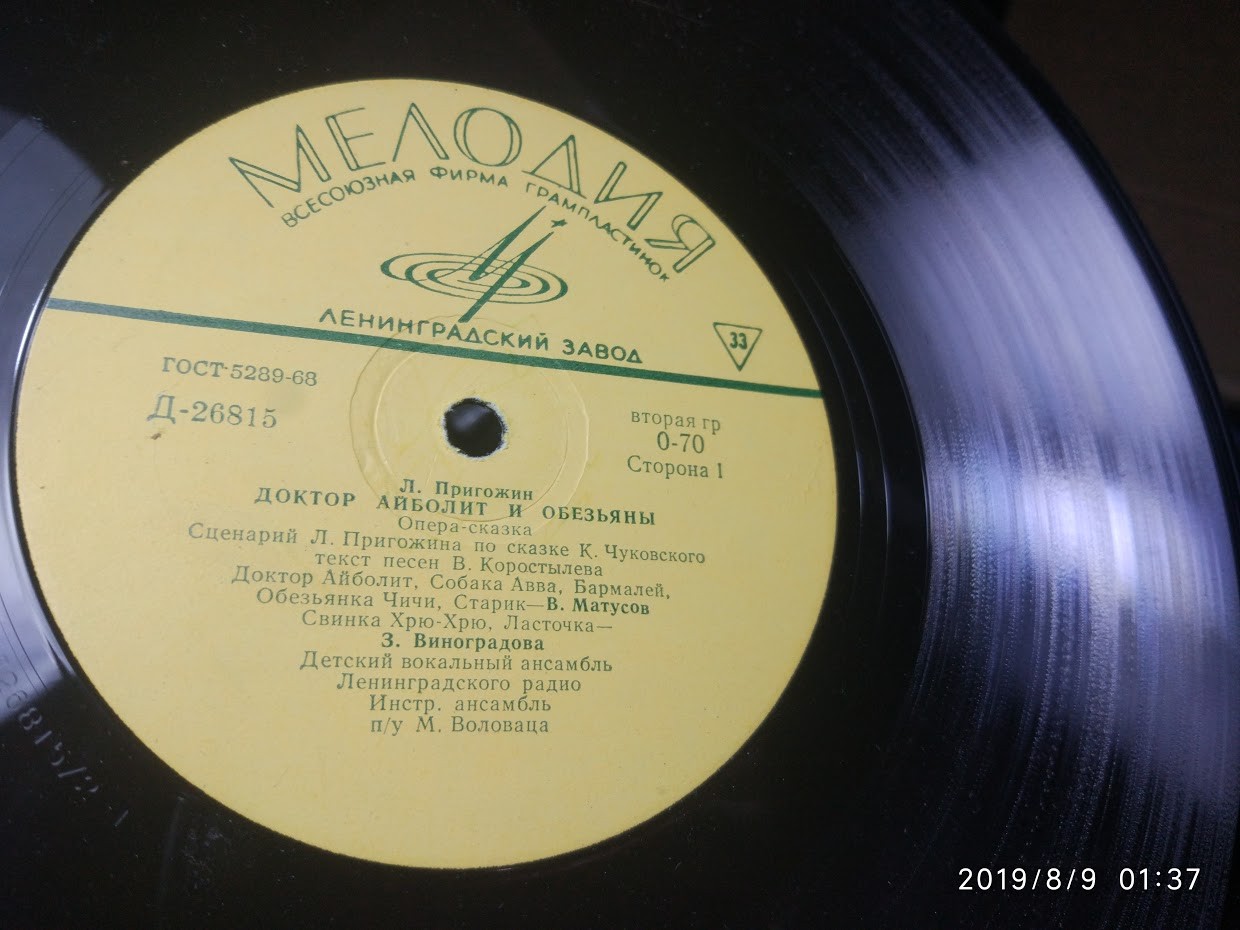 МЕЛОДИЯ
ВСЕСОЮЗНАЯ ФИРМА ГРАМПЛАСТИНОК
ЛЕНИНГРАДСКИЙ ЗАВОД
33
ГОСТ-5289-68
Д-26815
вторая гр
0-70
Сторона 1
Л. Пригожин
ДОКТОР АЙБОЛИТ И ОБЕЗЬЯНЫ
Опера-сказка
Сценарий Л. Пригожина по сказке К. Чуковского
текст песен В. Коростылева
Доктор Айболит, Собака Авва, Бармалей,
Обезьянка Чичи, Старик—В. Матусов
Свинка Хрю-Хрю, Ласточка—
З. Виноградова
Детский вокальный ансамбль
Ленинградского радио
Инстр. ансамбль
п/у М. Воловаца
2019/8/9 01:37